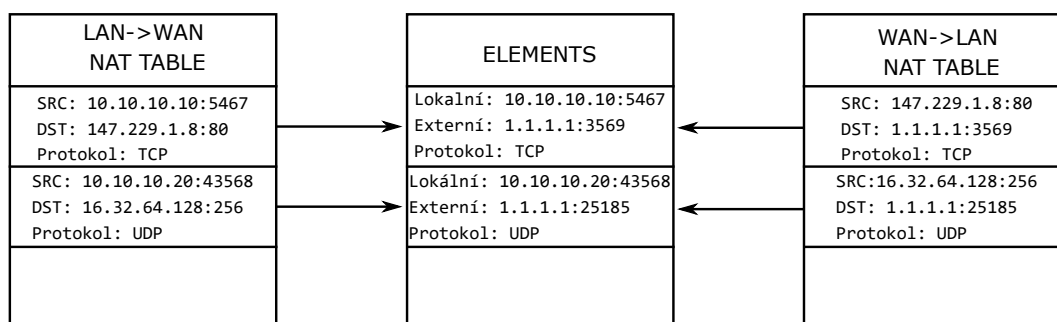 LAN->WAN
NAT TABLE
SRC: 10.10.10.10:5467
DST: 147.229.1.8:80
Protokol: TCP
SRC: 10.10.10.20:43568
DST: 16.32.64.128:256
Protokol: UDP
ELEMENTS
Lokalní: 10.10.10.10:5467
Externí: 1.1.1.1:3569
Protokol: TCP
Lokální: 10.10.10.20:43568
Externí: 1.1.1.1:25185
Protokol: UDP
WAN->LAN
NAT TABLE
SRC: 147.229.1.8:80
DST: 1.1.1.1:3569
Protokol: TCP
SRC:16.32.64.128:256
DST: 1.1.1.1:25185
Protokol: UDP